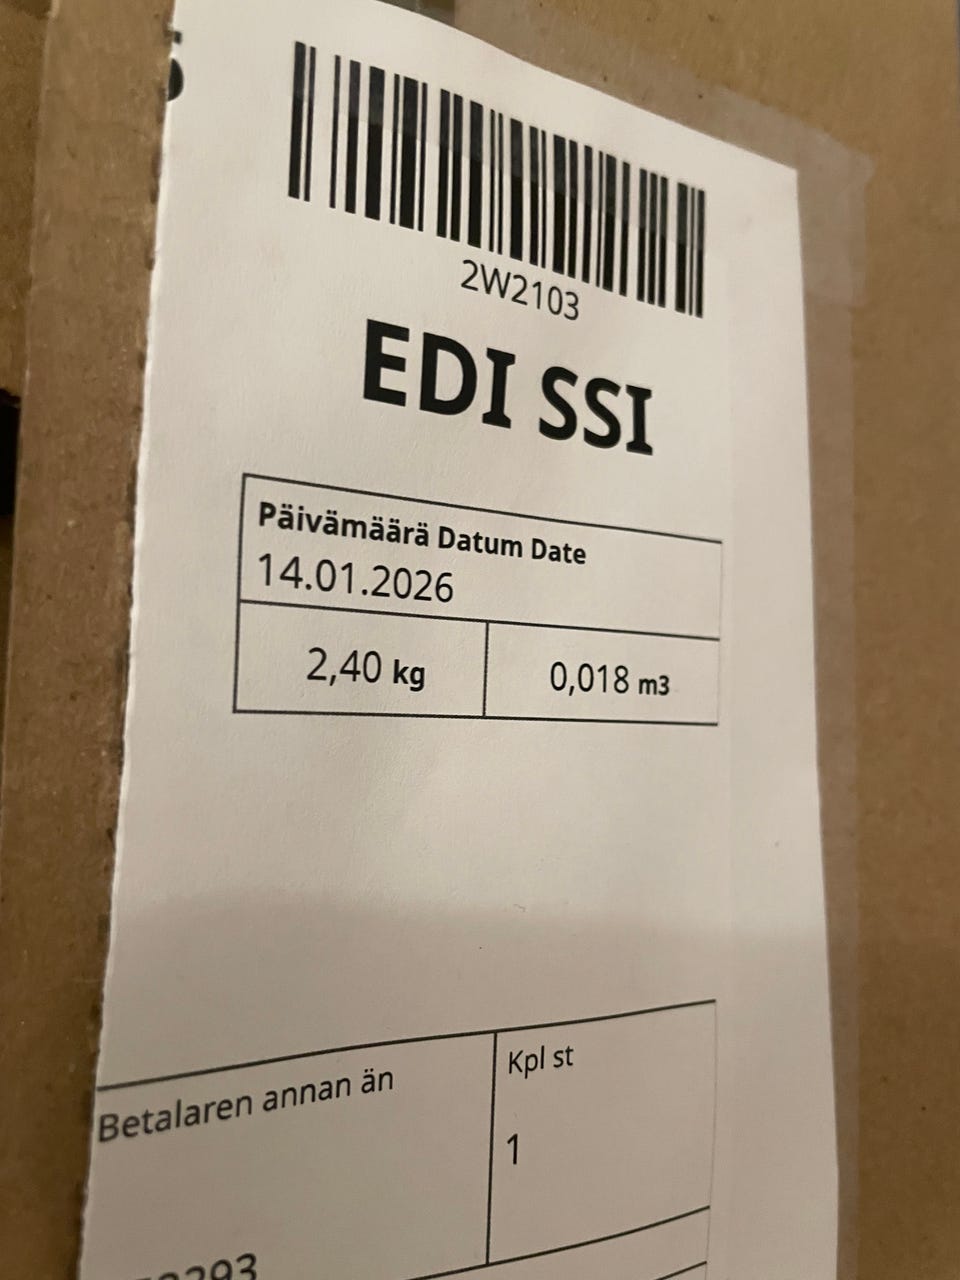 2W2103
EDI SSI
Päivämäärä Datum Date
14.01.2026
2,40 kg
0,018 m3
Betalaren annan än
Kpl st
1